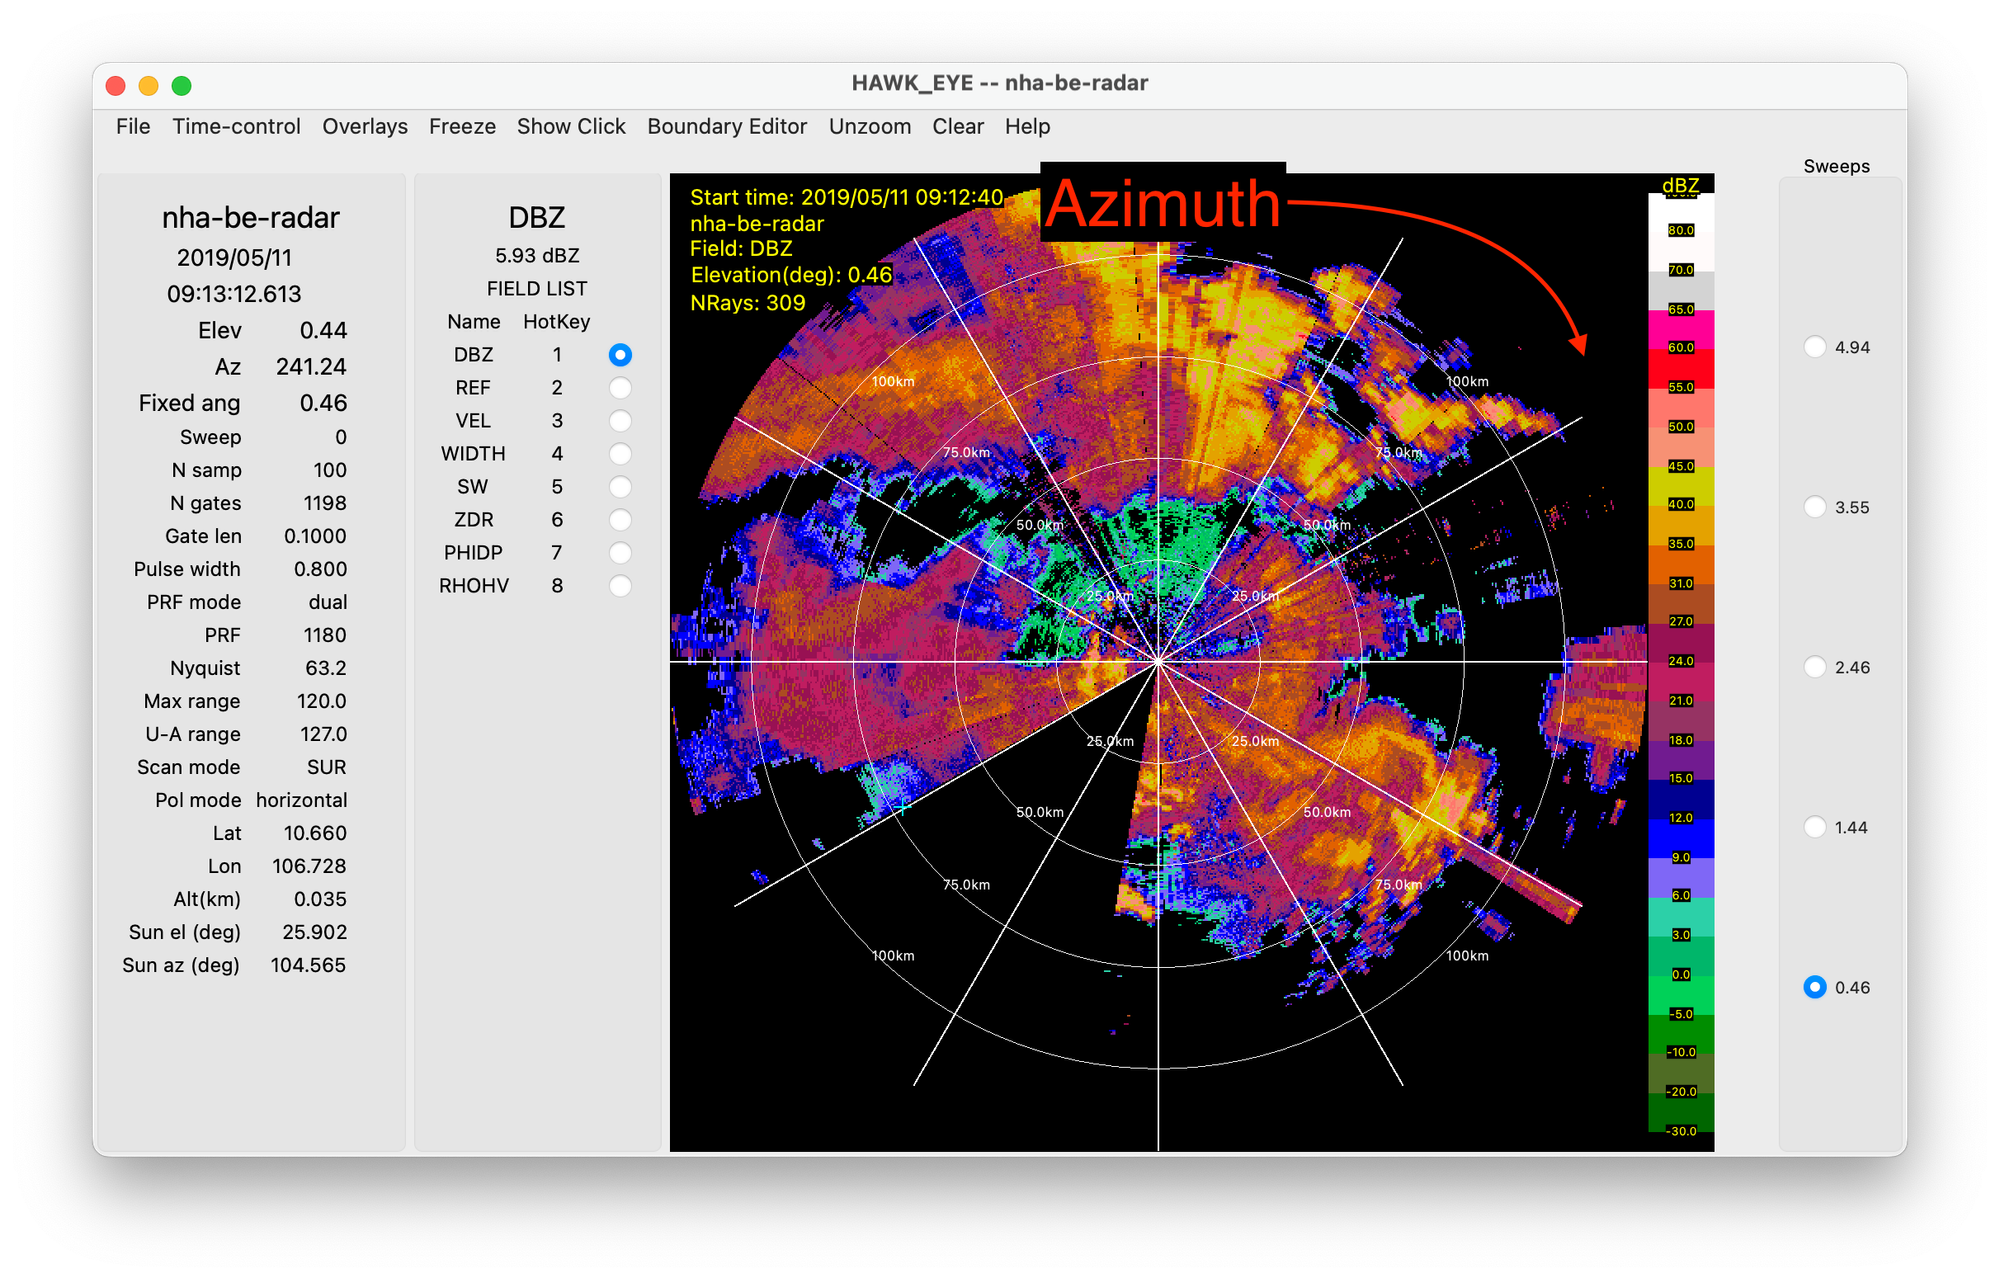 HAWK_EYE -- nha-be-radar
File Time-control Overlays Freeze Show Click Boundary Editor Unzoom Clear Help
nha-be-radar
2019/05/11
09:13:12.613
Elev 0.44
Az 241.24
Fixed ang 0.46
Sweep 0
N samp 100
N gates 1198
Gate len 0.1000
Pulse width 0.800
PRF mode dual
PRF 1180
Nyquist 63.2
Max range 120.0
U-A range 127.0
Scan mode SUR
Pol mode horizontal
Lat 10.660
Lon 106.728
Alt(km) 0.035
Sun el (deg) 25.902
Sun az (deg) 104.565
DBZ
5.93 dBZ
FIELD LIST
Name HotKey
DBZ 1
REF 2
VEL 3
WIDTH 4
SW 5
ZDR 6
PHIDP 7
RHOHV 8
Start time: 2019/05/11 09:12:40
nha-be-radar
Field: DBZ
Elevation(deg): 0.46
NRays: 309
Azimuth
100km 100km
75.0km 75.0km
50.0km 50.0km
25.0km 25.0km
25.0km 25.0km
50.0km 50.0km
75.0km 75.0km
100km 100km
dBZ
80.0
70.0
65.0
60.0
55.0
50.0
45.0
40.0
35.0
31.0
27.0
24.0
21.0
18.0
15.0
12.0
9.0
6.0
3.0
0.0
-5.0
-10.0
-20.0
-30.0
Sweeps
4.94
3.55
2.46
1.44
0.46